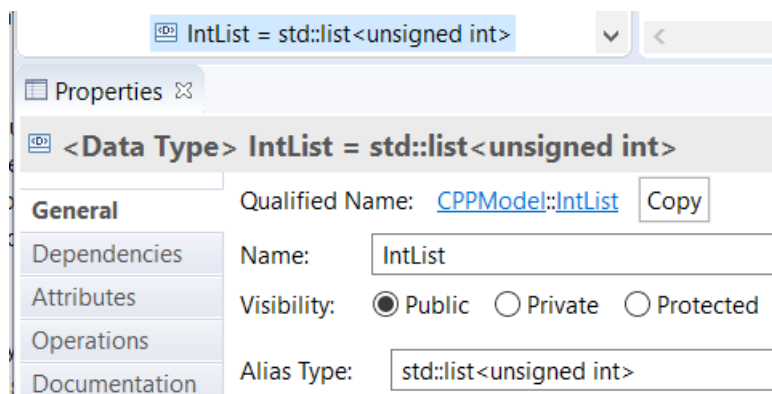 IntList = std::list<unsigned int>
Properties
<Data Type> IntList = std::list<unsigned int>
General
Qualified Name: CPPModel::IntList Copy
Dependencies
Name: IntList
Attributes
Visibility: Public Private Protected
Operations
Alias Type: std::list<unsigned int>
Documentation